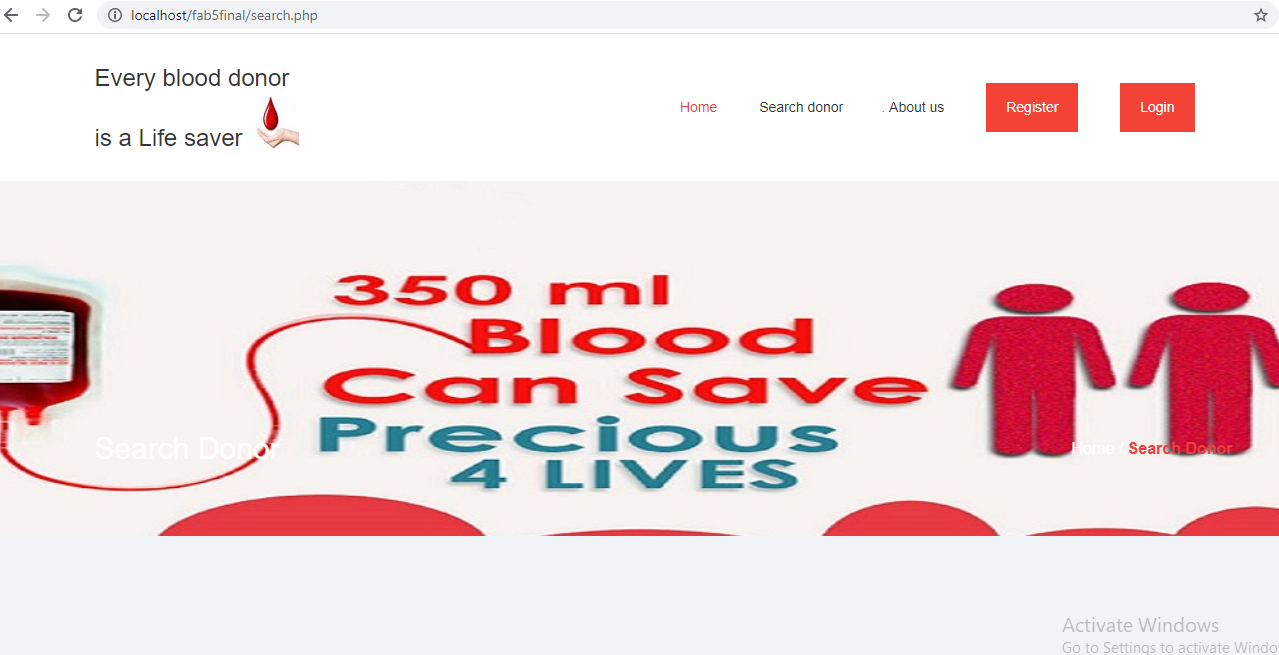 localhost/fab5final/search.php
Every blood donor
is a Life saver
Home
Search donor
. About us
Register
Login
350 ml
Blood
Can Save
Precious
4 LIVES
Search Donor
Home / Search Donor
Activate Windows
Go to Settings to activate Windo